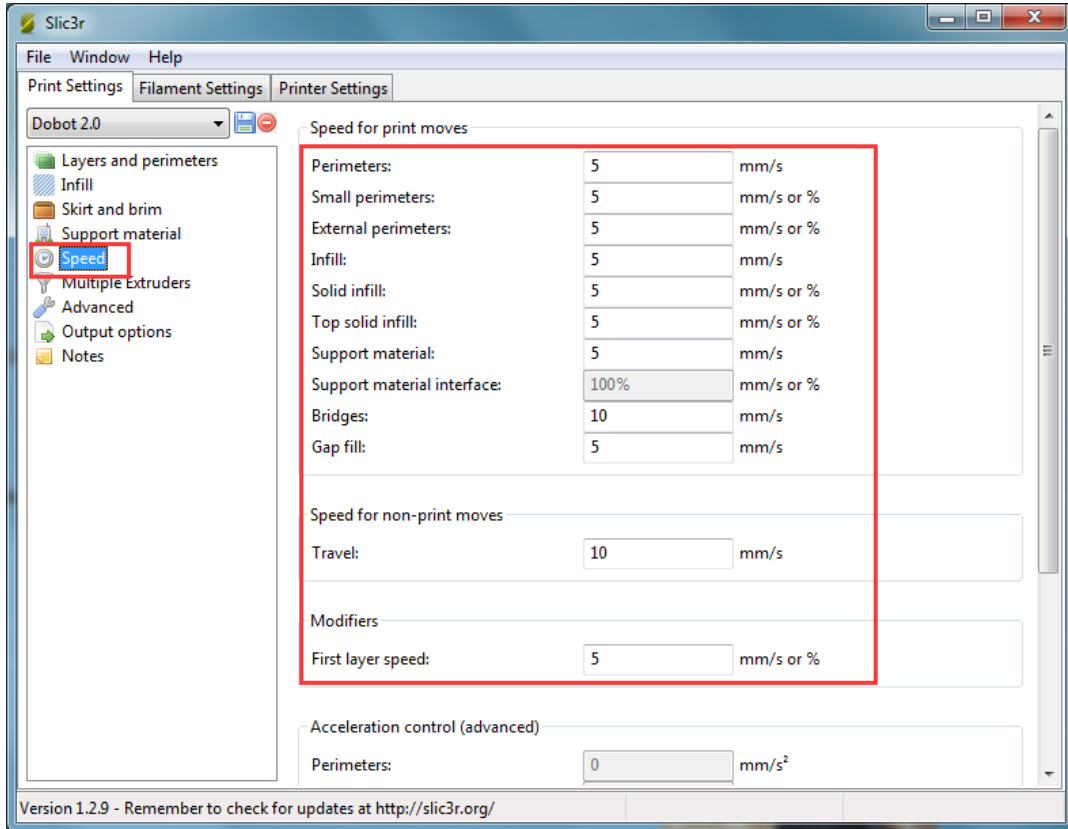 Slic3r
File Window Help
Print Settings Filament Settings Printer Settings
Dobot 2.0
Layers and perimeters
Infill
Skirt and brim
Support material
Speed
Multiple Extruders
Advanced
Output options
Notes
Speed for print moves
Perimeters: 5 mm/s
Small perimeters: 5 mm/s or %
External perimeters: 5 mm/s or %
Infill: 5 mm/s
Solid infill: 5 mm/s or %
Top solid infill: 5 mm/s or %
Support material: 5 mm/s
Support material interface: 100% mm/s or %
Bridges: 10 mm/s
Gap fill: 5 mm/s
Speed for non-print moves
Travel: 10 mm/s
Modifiers
First layer speed: 5 mm/s or %
Acceleration control (advanced)
Perimeters: 0 mm/s²
Version 1.2.9 - Remember to check for updates at http://slic3r.org/